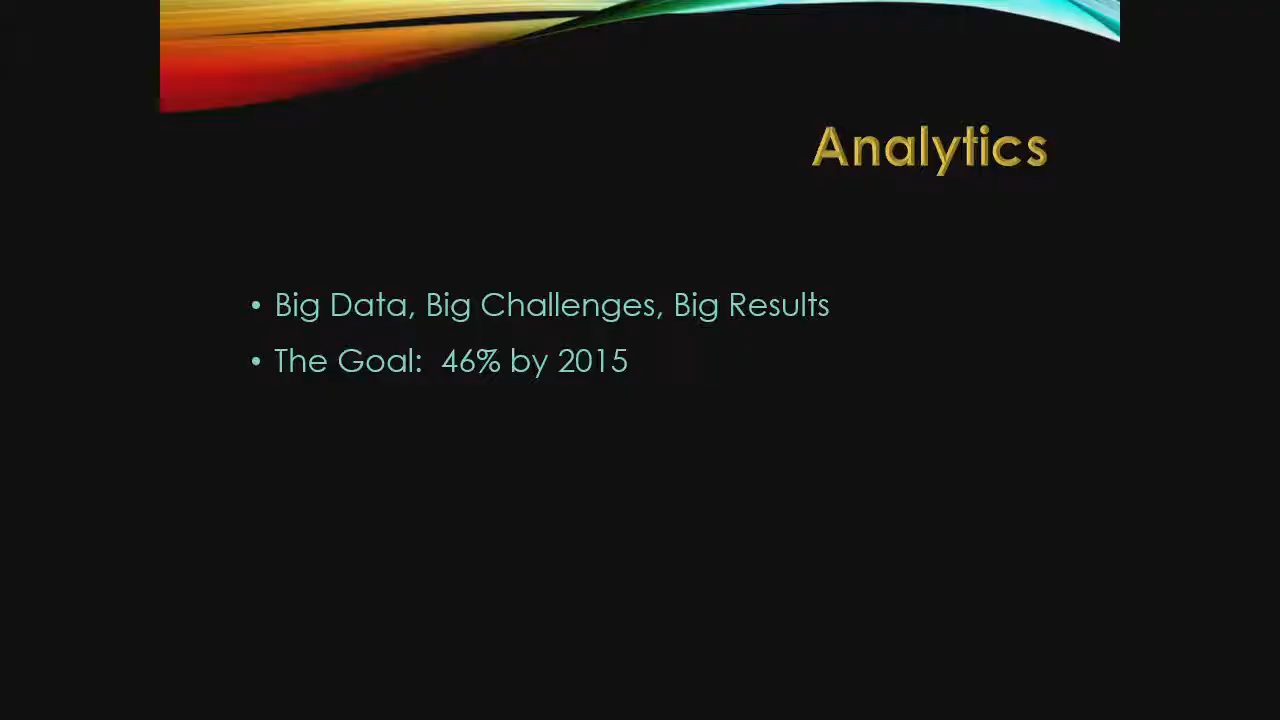 Analytics
• Big Data, Big Challenges, Big Results
• The Goal:  46% by 2015